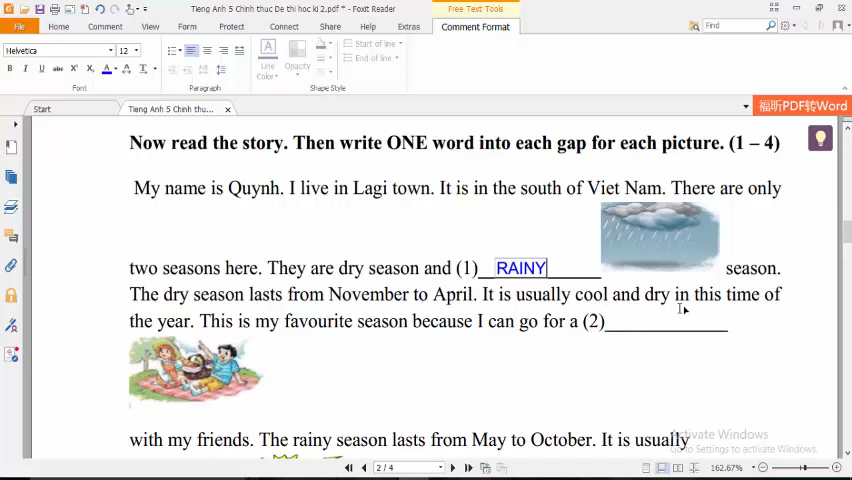 Tieng Anh 5 Chinh thuc De thi hoc ki 2.pdf * - Foxit Reader
Free Text Tools
File Home Comment View Form Protect Share Help Extras Comment Format
Find
Helvetica 12
Line Color Opacity
Start of line
End of line
Font Paragraph Shape Style
Start Tieng Anh 5 Chinh thu...
福昕PDF转Word
Now read the story. Then write ONE word into each gap for each picture. (1 – 4)
My name is Quynh. I live in Lagi town. It is in the south of Viet Nam. There are only
two seasons here. They are dry season and (1)__RAINY______ season.
The dry season lasts from November to April. It is usually cool and dry in this time of
the year. This is my favourite season because I can go for a (2)______________
with my friends. The rainy season lasts from May to October. It is usually
Activate Windows
Go to Settings to activate Windows.
2 / 4
162.67%